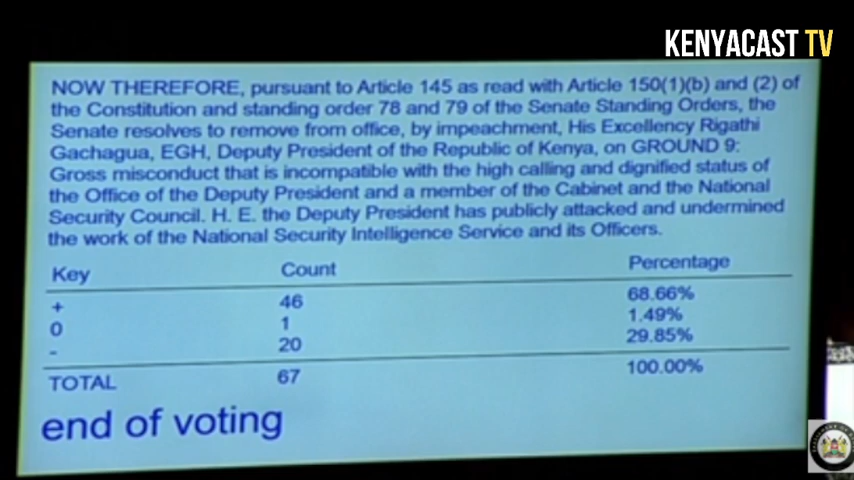 KENYACAST TV
NOW THEREFORE, pursuant to Article 145 as read with Article 150(1)(b) and (2) of
the Constitution and standing order 78 and 79 of the Senate Standing Orders, the
Senate resolves to remove from office, by impeachment, His Excellency Rigathi
Gachagua, EGH, Deputy President of the Republic of Kenya, on GROUND 9:
Gross misconduct that is incompatible with the high calling and dignified status of
the Office of the Deputy President and a member of the Cabinet and the National
Security Council. H. E. the Deputy President has publicly attacked and undermined
the work of the National Security Intelligence Service and its Officers.
Key Count Percentage
+ 46 68.66%
0 1 1.49%
- 20 29.85%
TOTAL 67 100.00%
end of voting